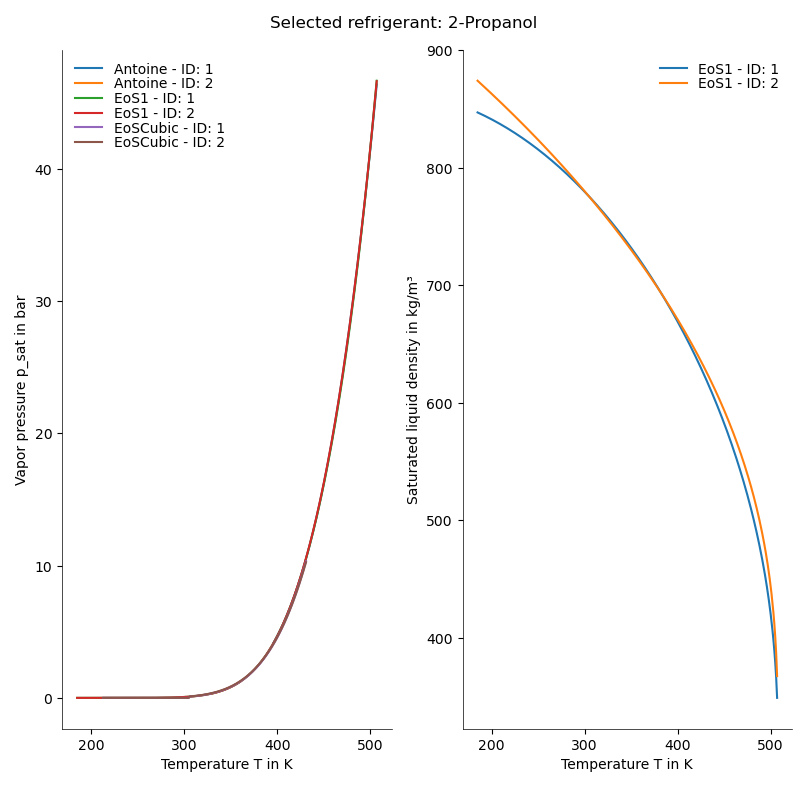 Selected refrigerant: 2-Propanol
Antoine - ID: 1
Antoine - ID: 2
EoS1 - ID: 1
EoS1 - ID: 2
EoSCubic - ID: 1
EoSCubic - ID: 2
Vapor pressure p_sat in bar
40
30
20
10
0
200 300 400 500
Temperature T in K
EoS1 - ID: 1
EoS1 - ID: 2
Saturated liquid density in kg/m³
900
800
700
600
500
400
200 300 400 500
Temperature T in K